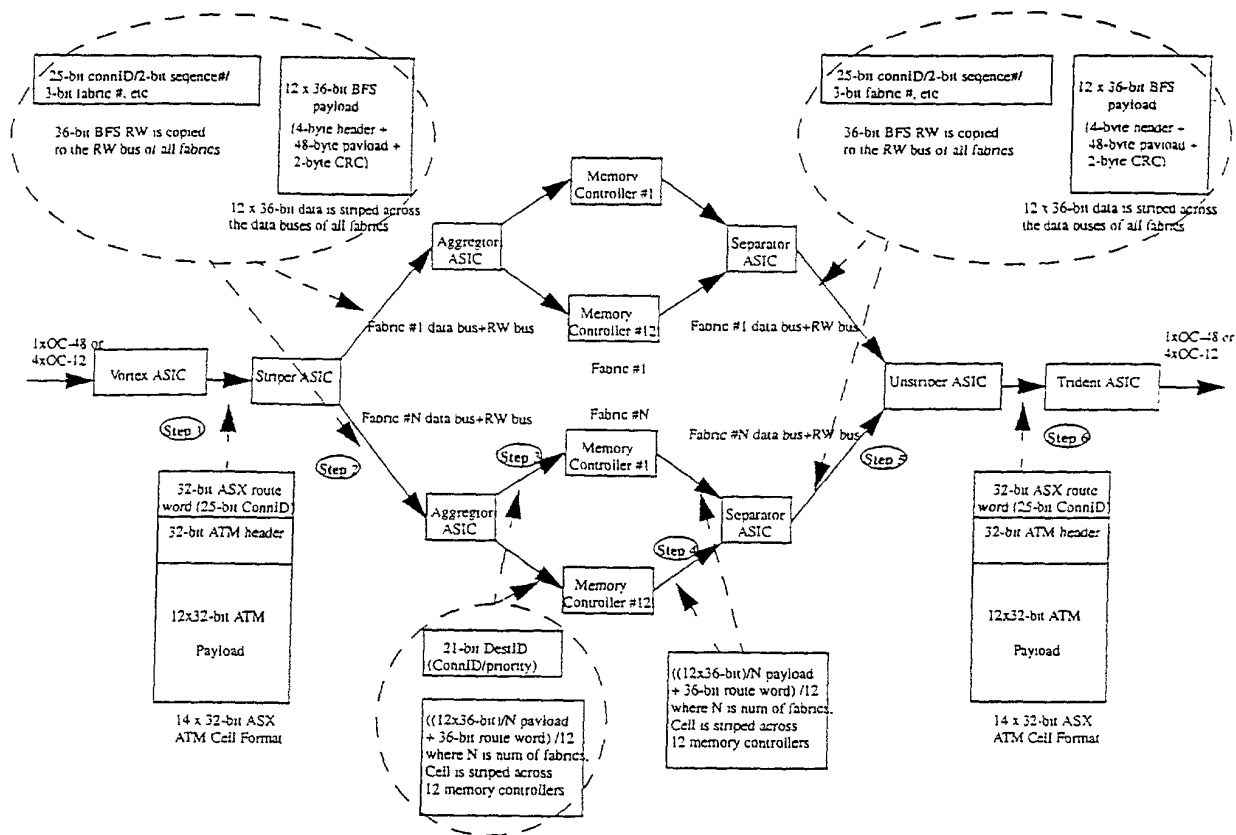 25-bit connID/2-bit seqence#/
3-bit fabric #, etc
36-bit BFS RW is copied
to the RW bus of all fabrics
12 x 36-bit BFS
payload
(4-byte header +
48-byte payload +
2-byte CRC)
12 x 36-bit data is striped across
the data buses of all fabrics
25-bit connID/2-bit seqence#/
3-bit fabric #, etc
36-bit BFS RW is copied
to the RW bus of all fabrics
12 x 36-bit BFS
payload
(4-byte header +
48-byte payload +
2-byte CRC)
12 x 36-bit data is striped across
the data buses of all fabrics
Memory
Controller #1
Aggregtor
ASIC
Separator
ASIC
Memory
Controller #12
Fabric #1 data bus+RW bus
Fabric #1 data bus+RW bus
Fabric #1
1xOC-48 or
4xOC-12
Vortex ASIC
Striper ASIC
Unstriper ASIC
Trident ASIC
1xOC-48 or
4xOC-12
Fabric #N data bus+RW bus
Fabric #N
Fabric #N data bus+RW bus
Step 1
Step 2
Step 3
Memory
Controller #1
Step 5
Step 6
32-bit ASX route
word (25-bit ConnID)
32-bit ATM header
12x32-bit ATM
Payload
14 x 32-bit ASX
ATM Cell Format
Aggregtor
ASIC
Separator
ASIC
Step 4
Memory
Controller #12
21-bit DestID
(ConnID/priority)
((12x36-bit)/N payload
+ 36-bit route word) /12
where N is num of fabrics.
Cell is striped across
12 memory controllers
((12x36-bit)/N payload
+ 36-bit route word) /12
where N is num of fabrics.
Cell is striped across
12 memory controllers
32-bit ASX route
word (25-bit ConnID)
32-bit ATM header
12x32-bit ATM
Payload
14 x 32-bit ASX
ATM Cell Format